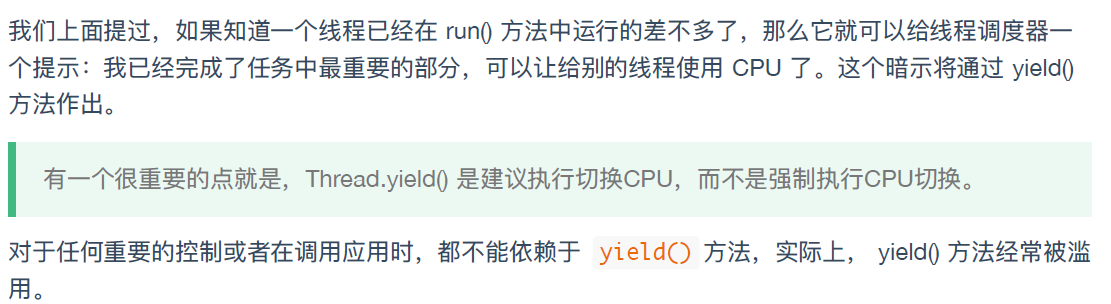 我们上面提过，如果知道一个线程已经在 run() 方法中运行的差不多了，那么它就可以给线程调度器一
个提示：我已经完成了任务中最重要的部分，可以让给别的线程使用 CPU 了。这个暗示将通过 yield()
方法作出。
有一个很重要的点就是，Thread.yield() 是建议执行切换CPU，而不是强制执行CPU切换。
对于任何重要的控制或者在调用应用时，都不能依赖于 yield() 方法，实际上， yield() 方法经常被滥
用。